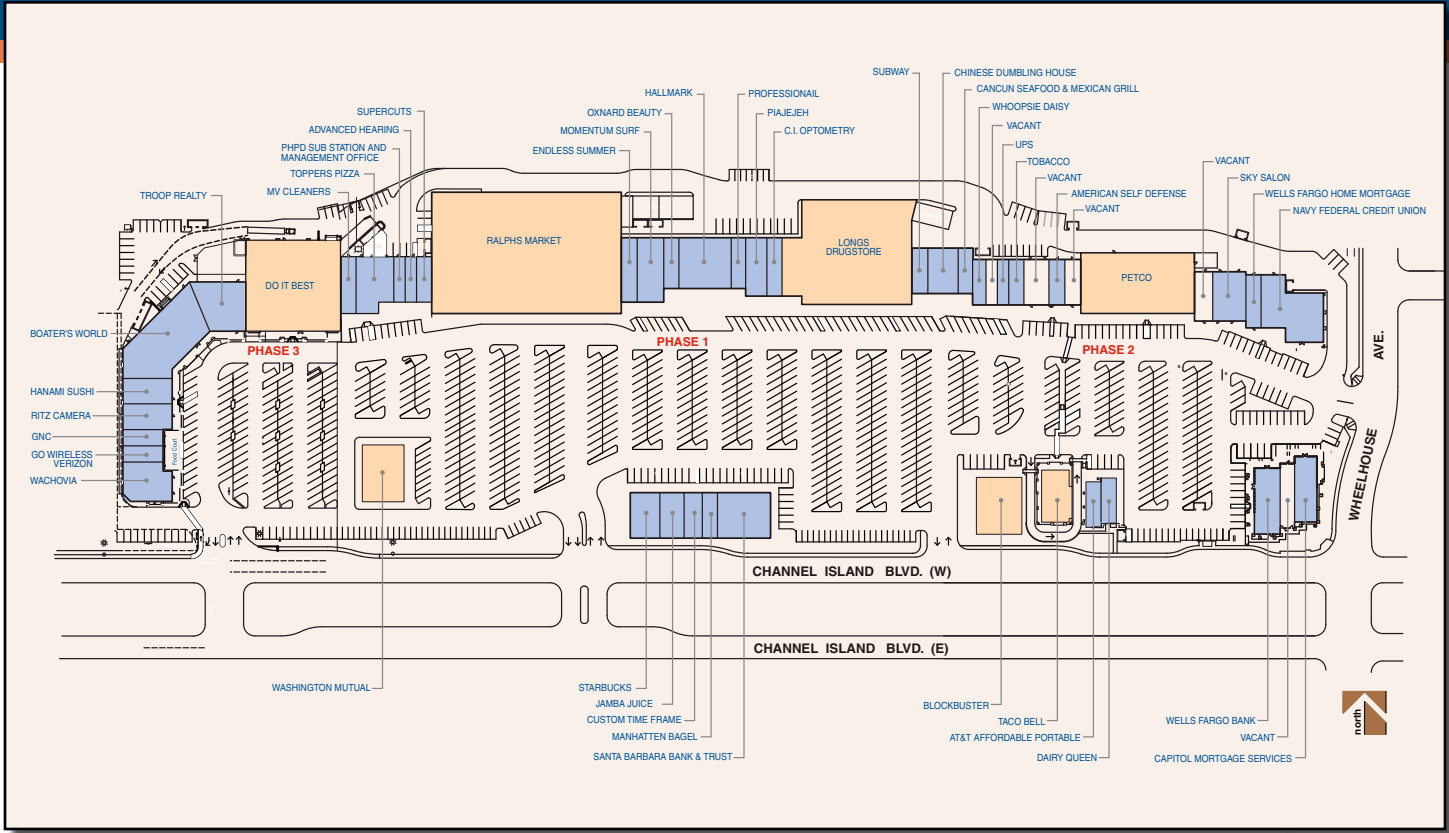 SUBWAY
CHINESE DUMBLING HOUSE
CANCUN SEAFOOD & MEXICAN GRILL
HALLMARK
PROFESSIONAIL
WHOOPSIE DAISY
SUPERCUTS
OXNARD BEAUTY
PIAJEJEH
VACANT
ADVANCED HEARING
MOMENTUM SURF
C.I. OPTOMETRY
UPS
PHPD SUB STATION AND
MANAGEMENT OFFICE
ENDLESS SUMMER
TOBACCO
VACANT
TOPPERS PIZZA
VACANT
SKY SALON
TROOP REALTY
MV CLEANERS
AMERICAN SELF DEFENSE
WELLS FARGO HOME MORTGAGE
VACANT
NAVY FEDERAL CREDIT UNION
RALPHS MARKET
LONGS
DRUGSTORE
DO IT BEST
PETCO
BOATER'S WORLD
PHASE 3
PHASE 1
PHASE 2
AVE.
HANAMI SUSHI
RITZ CAMERA
GNC
GO WIRELESS
VERIZON
Food Court
WACHOVIA
WHEELHOUSE
CHANNEL ISLAND BLVD. (W)
CHANNEL ISLAND BLVD. (E)
WASHINGTON MUTUAL
STARBUCKS
JAMBA JUICE
CUSTOM TIME FRAME
MANHATTEN BAGEL
SANTA BARBARA BANK & TRUST
BLOCKBUSTER
TACO BELL
AT&T AFFORDABLE PORTABLE
DAIRY QUEEN
WELLS FARGO BANK
VACANT
CAPITOL MORTGAGE SERVICES
north